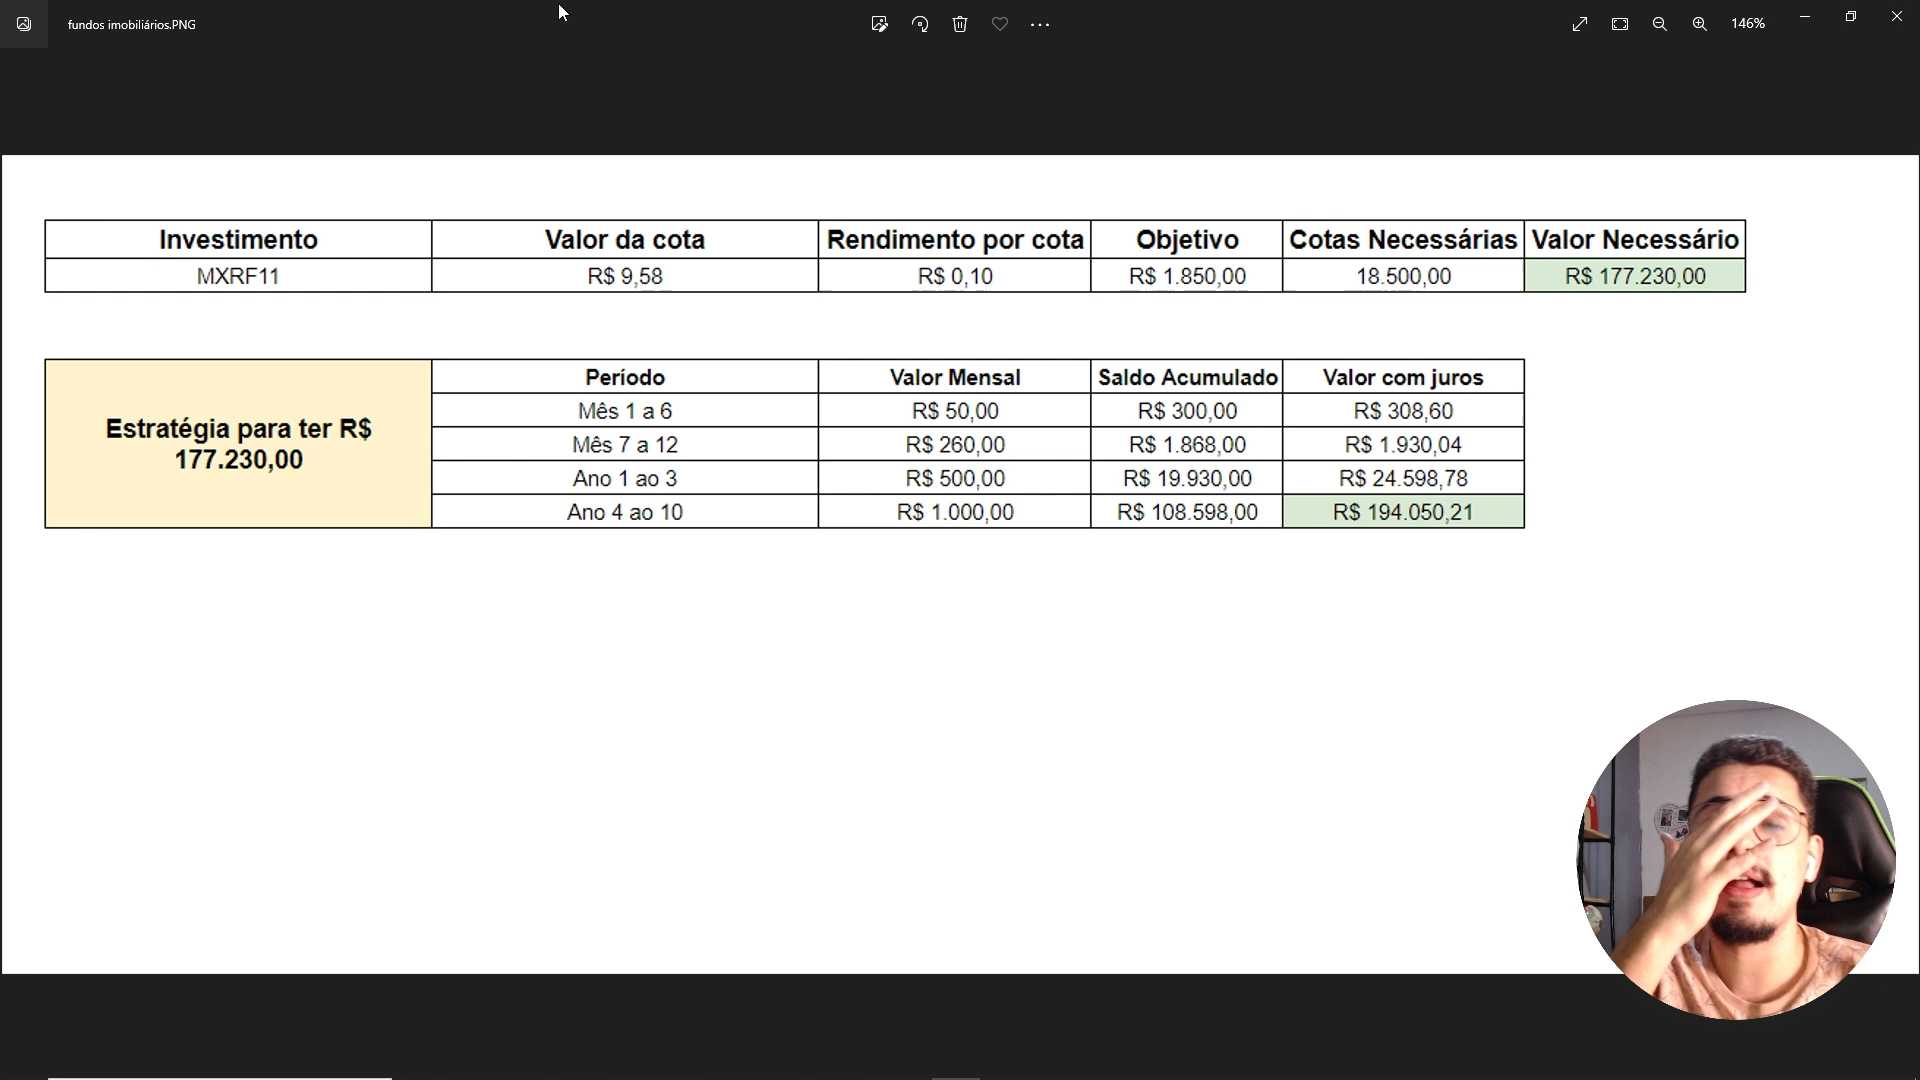 fundos imobiliários.PNG
146%
Investimento Valor da cota Rendimento por cota Objetivo Cotas Necessárias Valor Necessário
MXRF11 R$ 9,58 R$ 0,10 R$ 1.850,00 18.500,00 R$ 177.230,00
Estratégia para ter R$
177.230,00
Período Valor Mensal Saldo Acumulado Valor com juros
Mês 1 a 6 R$ 50,00 R$ 300,00 R$ 308,60
Mês 7 a 12 R$ 260,00 R$ 1.868,00 R$ 1.930,04
Ano 1 ao 3 R$ 500,00 R$ 19.930,00 R$ 24.598,78
Ano 4 ao 10 R$ 1.000,00 R$ 108.598,00 R$ 194.050,21